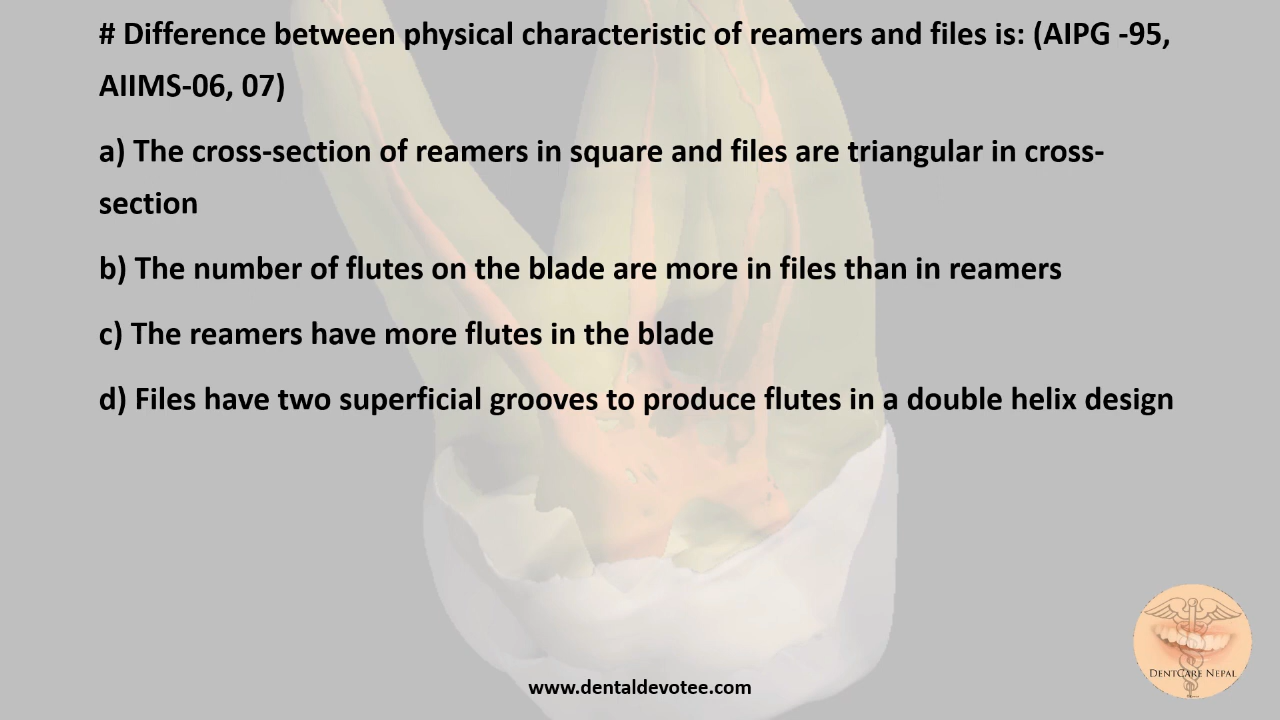 # Difference between physical characteristic of reamers and files is: (AIPG -95,
AIIMS-06, 07)
a) The cross-section of reamers in square and files are triangular in cross-
section
b) The number of flutes on the blade are more in files than in reamers
c) The reamers have more flutes in the blade
d) Files have two superficial grooves to produce flutes in a double helix design
DENTCARE NEPAL
www.dentaldevotee.com